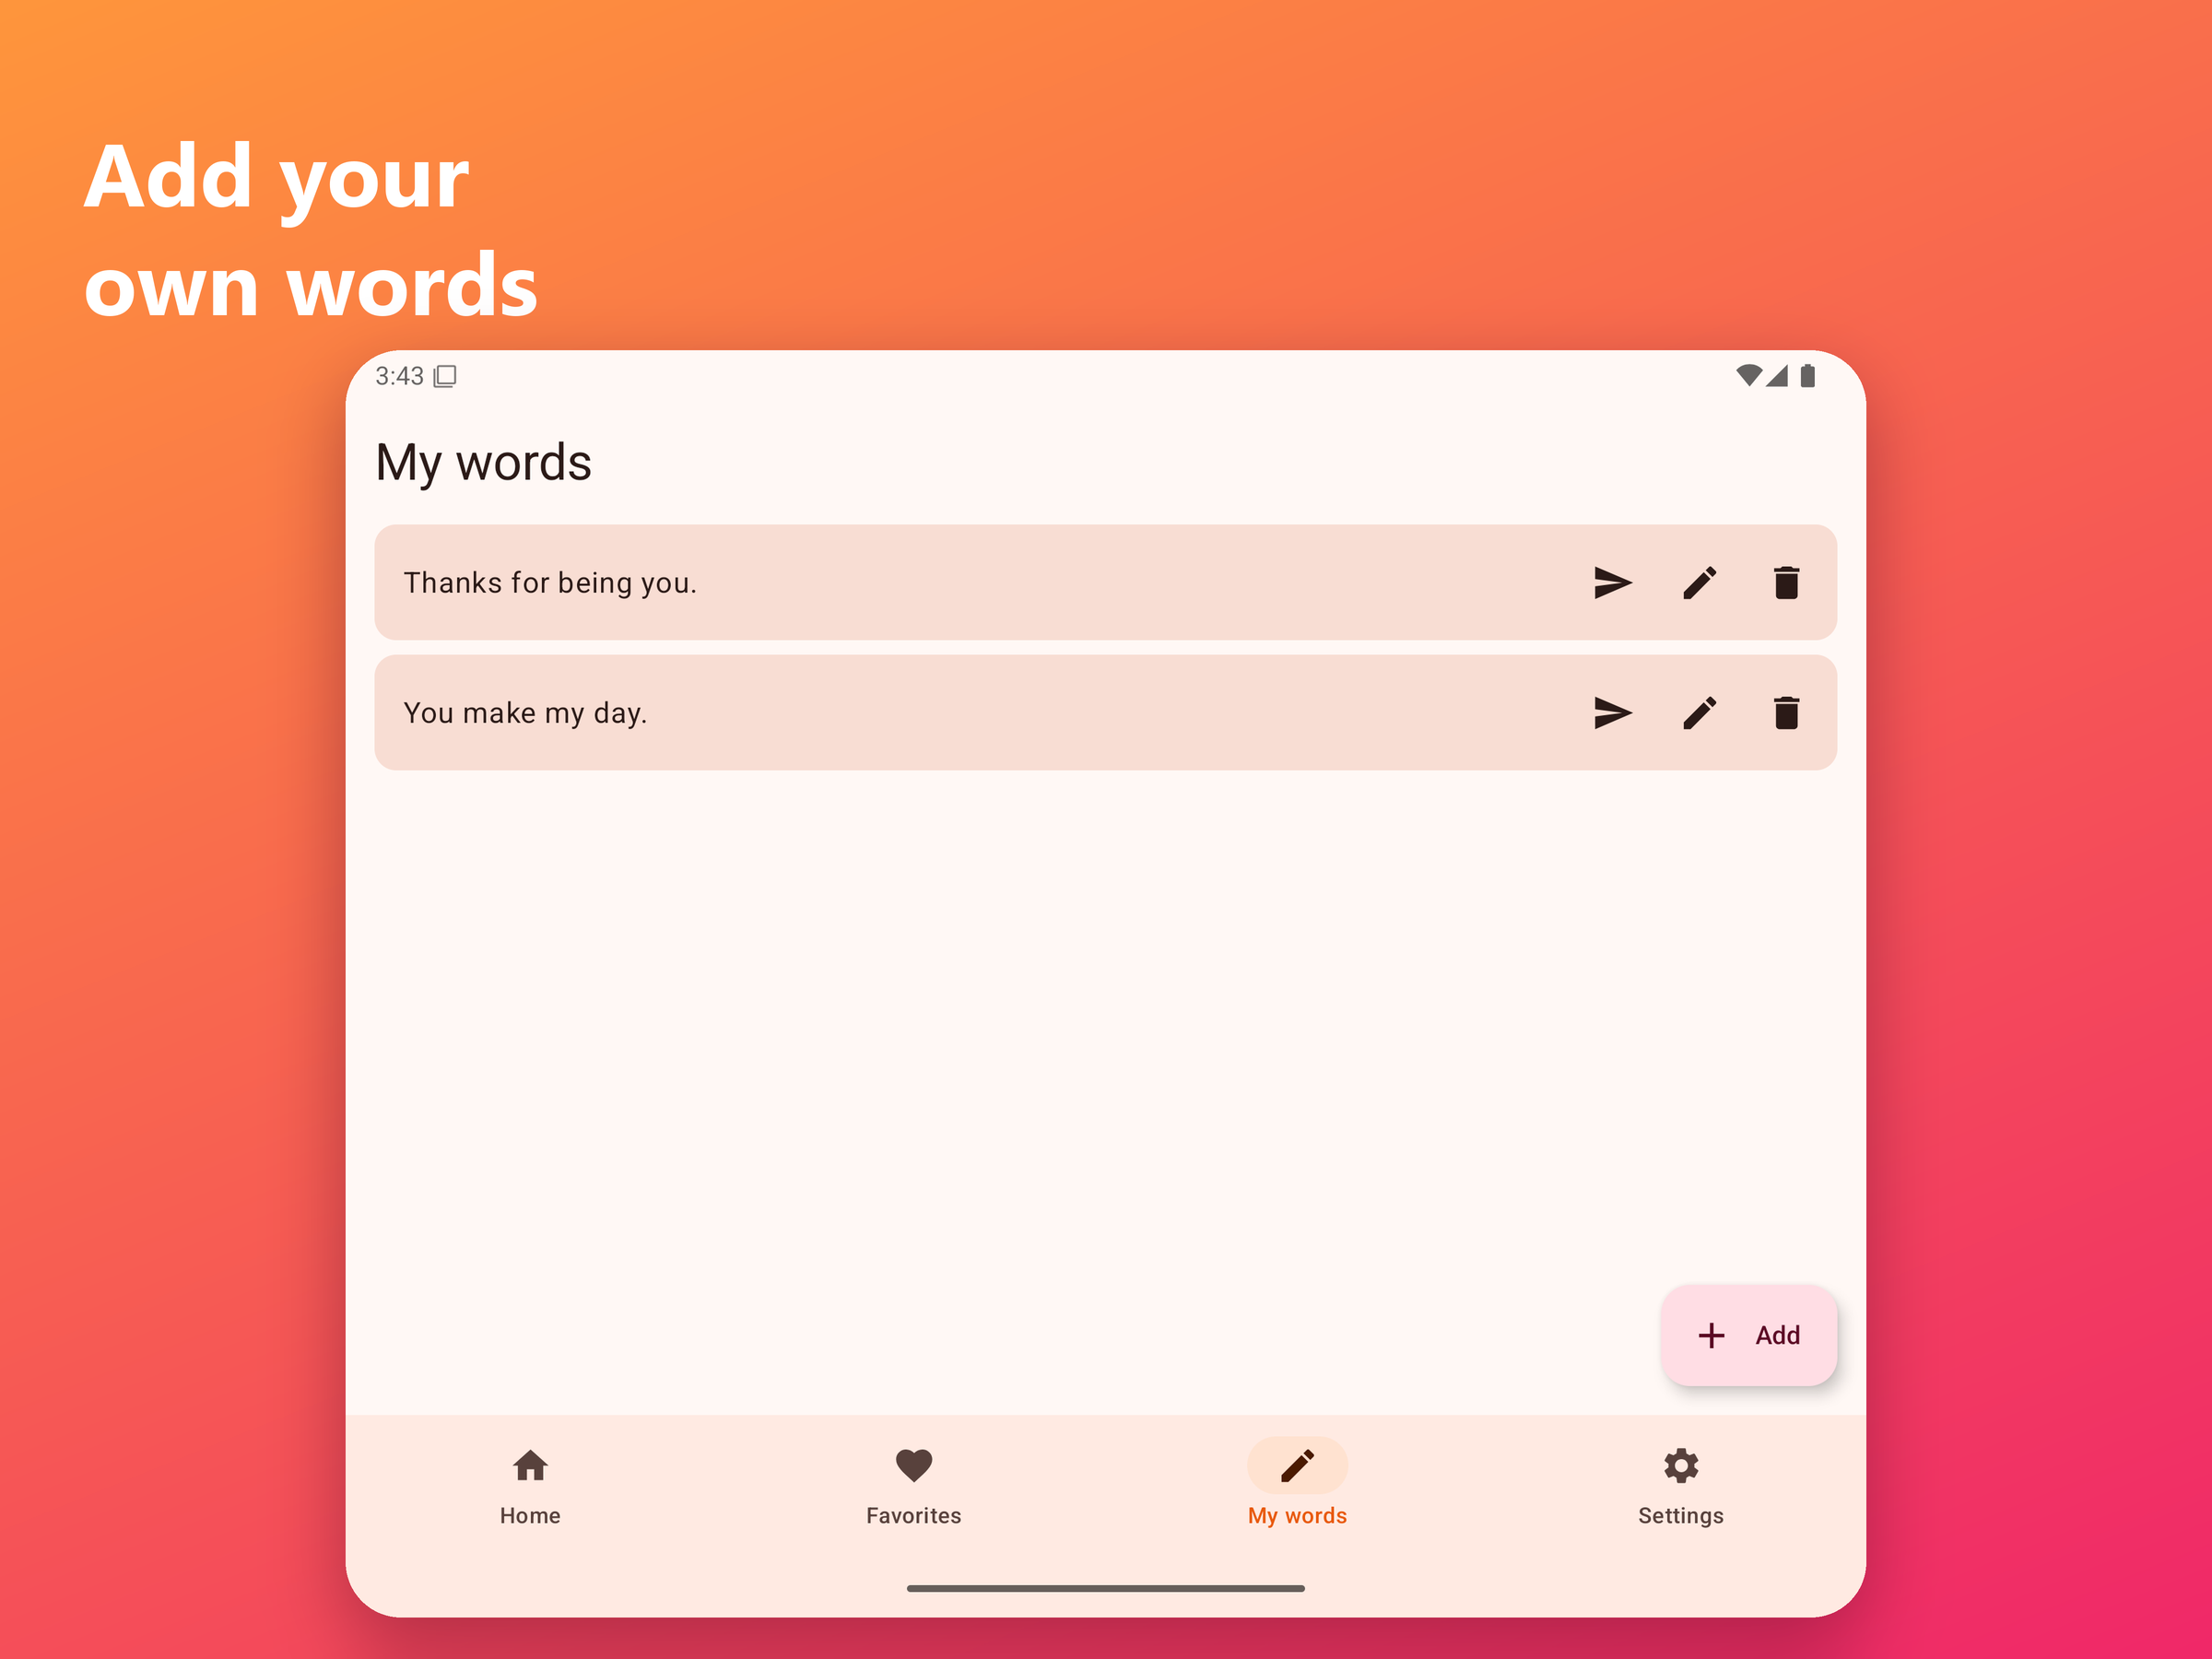 Add your
own words
3:43
My words
Thanks for being you.
You make my day.
Add
Home
Favorites
My words
Settings